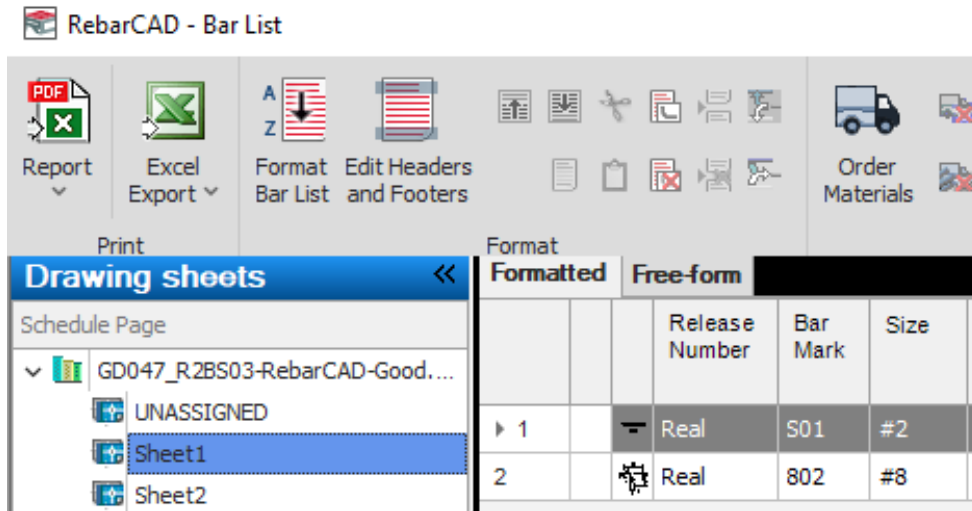 RebarCAD - Bar List
PDF
Report
Excel
Export
A
Z
Format
Bar List
Edit Headers
and Footers
Order
Materials
Print
Format
Drawing sheets
Schedule Page
GD047_R2BS03-RebarCAD-Good....
UNASSIGNED
Sheet1
Sheet2
Formatted Free-form
Release
Number
Bar
Mark
Size
1 Real S01 #2
2 Real 802 #8